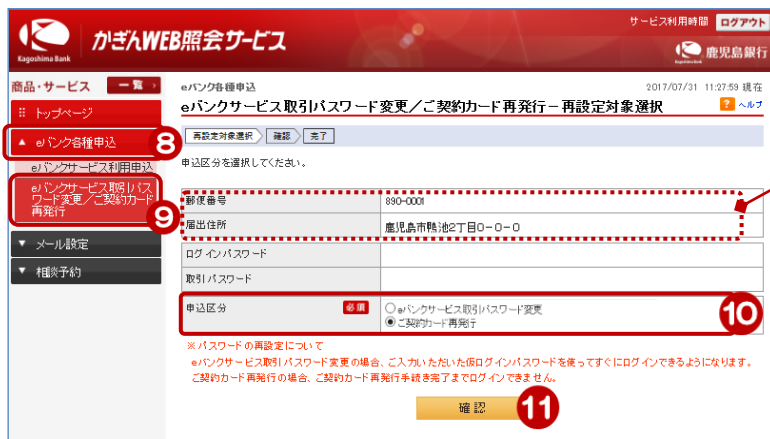 サービス利用時間 ログアウト
Kagoshima Bank
かぎんWEB照会サービス
鹿児島銀行
商品・サービス 一覧
トップページ
eバンク各種申込
8
eバンクサービス利用申込
eバンクサービス取引パス
ワード変更／ご契約カード
再発行
9
メール設定
相談予約
eバンク各種申込
2017/07/31 11:27:59 現在
eバンクサービス取引パスワード変更／ご契約カード再発行－再設定対象選択
? ヘルプ
再設定対象選択 確認 完了
申込区分を選択してください。
郵便番号 890-0001
届出住所 鹿児島市鴨池2丁目0－0－0
ログインパスワード
取引パスワード
申込区分 必須
eバンクサービス取引パスワード変更
ご契約カード再発行
10
※パスワードの再設定について
eバンクサービス取引パスワード変更の場合、ご入力いただいた仮ログインパスワードを使ってすぐにログインできるようになります。
ご契約カード再発行の場合、ご契約カード再発行手続き完了までログインできません。
確認
11